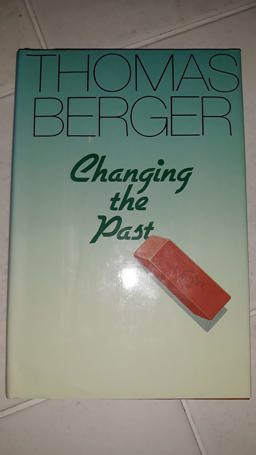 THOMAS
BERGER
Changing
the
Past